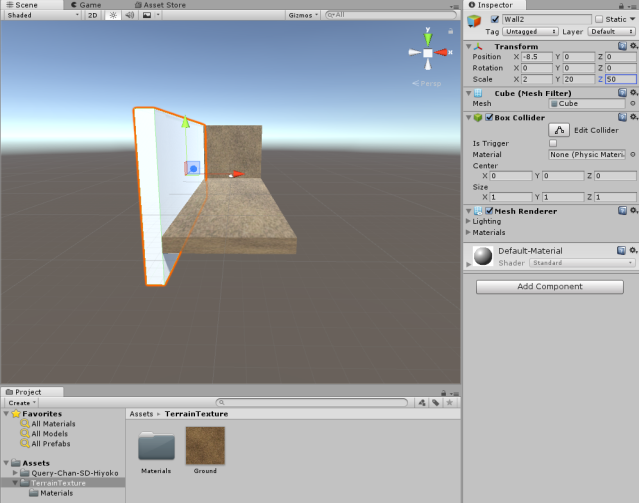 Scene Game Asset Store
Shaded 2D Gizmos All
y
x
Persp
Inspector
Wall2 Static
Tag Untagged Layer Default
Transform
Position X -8.5 Y 0 Z 0
Rotation X 0 Y 0 Z 0
Scale X 2 Y 20 Z 50
Cube (Mesh Filter)
Mesh Cube
Box Collider
Edit Collider
Is Trigger
Material None (Physic Materi
Center
X 0 Y 0 Z 0
Size
X 1 Y 1 Z 1
Mesh Renderer
Lighting
Materials
Default-Material
Shader Standard
Add Component
Project
Create
Favorites
All Materials
All Models
All Prefabs
Assets
Query-Chan-SD-Hiyoko
TerrainTexture
Materials
Assets TerrainTexture
Materials Ground